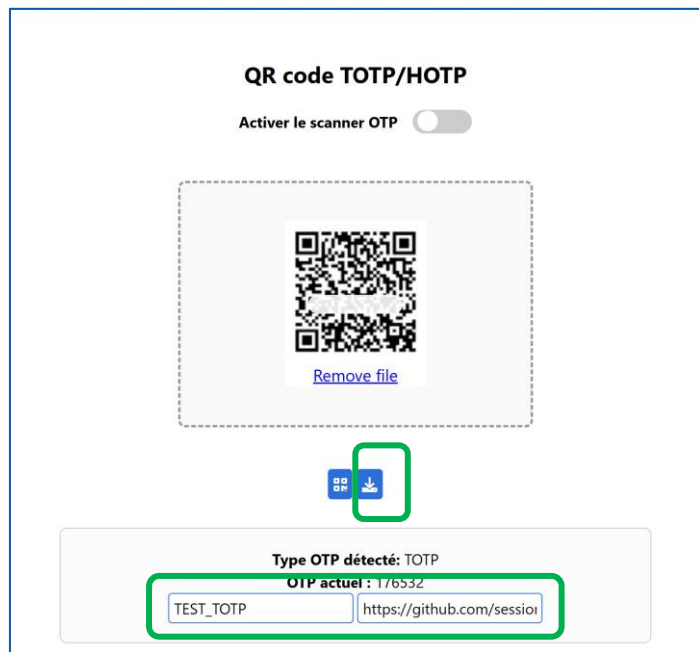 QR code TOTP/HOTP
Activer le scanner OTP
Remove file
Type OTP détecté: TOTP
OTP actuel : 176532
TEST_TOTP
https://github.com/session